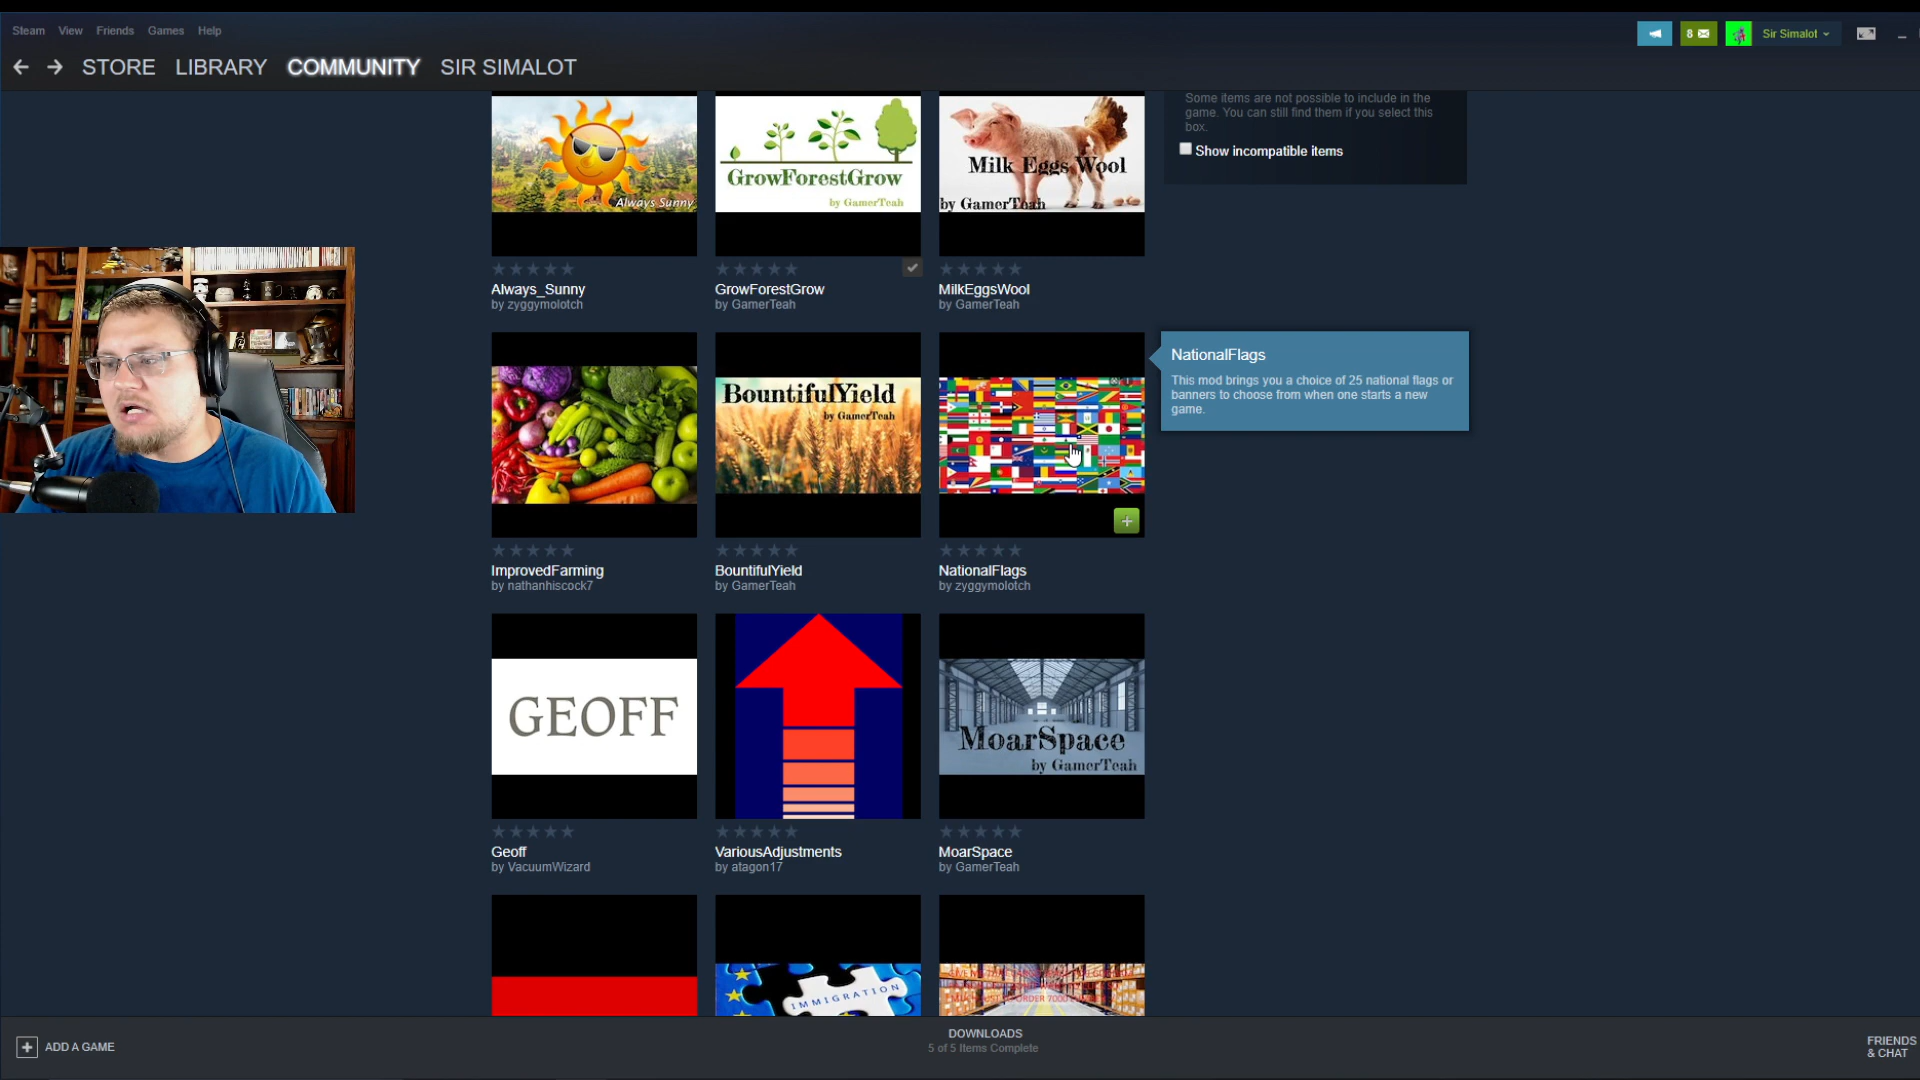 Steam View Friends Games Help
8 Sir Simalot
STORE LIBRARY COMMUNITY SIR SIMALOT
Some items are not possible to include in the
game. You can still find them if you select this
box.
Show incompatible items
Always Sunny
GrowForestGrow
by GamerTeah
Milk Eggs Wool
by GamerTeah
Always_Sunny
by zyggymolotch
GrowForestGrow
by GamerTeah
MilkEggsWool
by GamerTeah
BountifulYield
by GamerTeah
NationalFlags
This mod brings you a choice of 25 national flags or
banners to choose from when one starts a new
game.
ImprovedFarming
by nathanhiscock7
BountifulYield
by GamerTeah
NationalFlags
by zyggymolotch
GEOFF
MoarSpace
by GamerTeah
Geoff
by VacuumWizard
VariousAdjustments
by atagon17
MoarSpace
by GamerTeah
IMMIGRATION
ADD A GAME
DOWNLOADS
5 of 5 Items Complete
FRIENDS
& CHAT